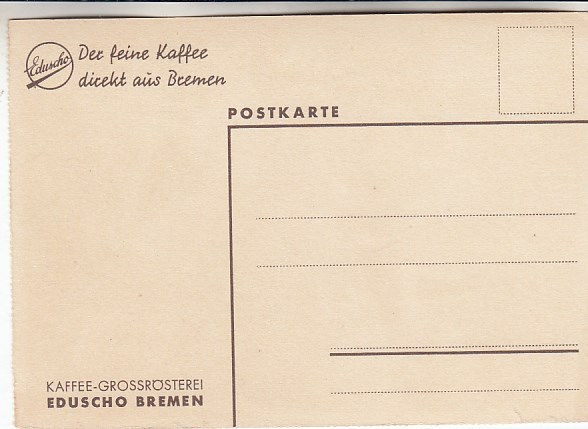 Eduscho
Der feine Kaffee
direkt aus Bremen
POSTKARTE
KAFFEE-GROSSRÖSTEREI
EDUSCHO BREMEN